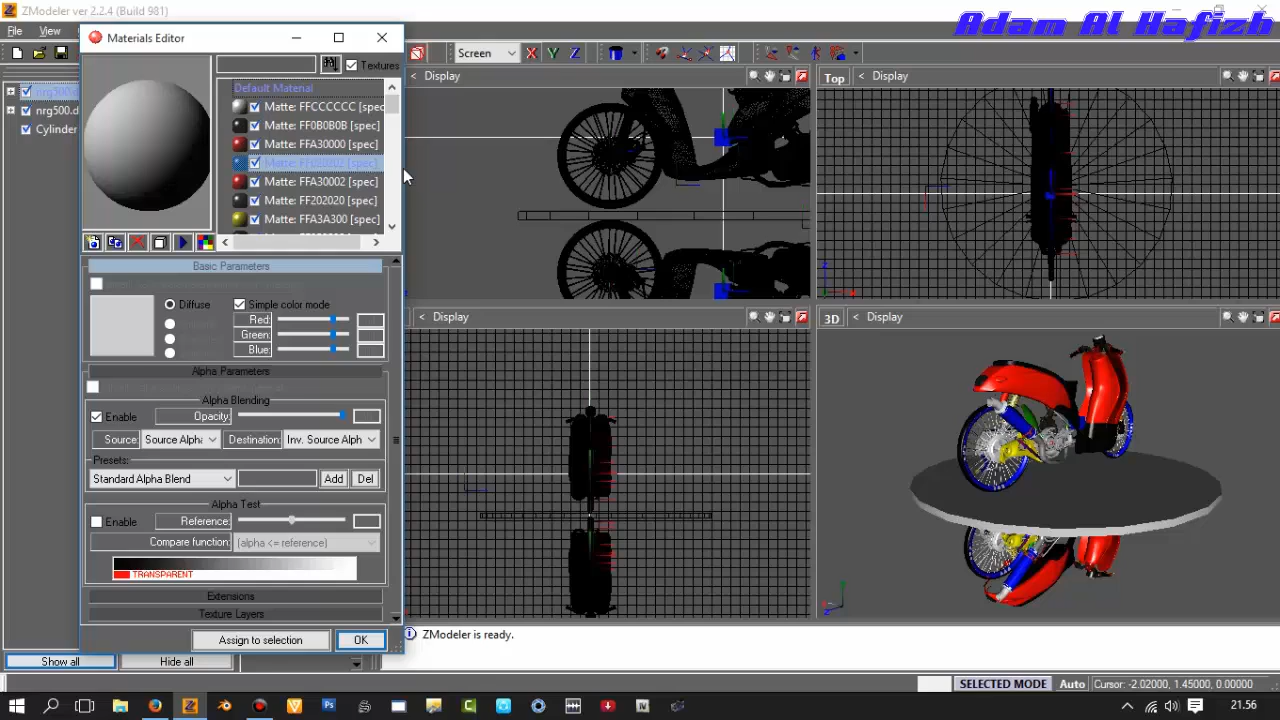 ZModeler ver 2.2.4 (Build 981)
Adam Al Hafizh
File View
Materials Editor
Screen X Y Z
Textures
nrg500.d
nrg500.d
Cylinder
Default Material
Matte: FFCCCCCC [spec
Matte: FF0B0B0B [spec]
Matte: FFA30000 [spec]
Matte: FFA30002 [spec]
Matte: FF202020 [spec]
Matte: FFA3A300 [spec]
< Display
Top < Display
< Display
3D < Display
Basic Parameters
Diffuse
Simple color mode
Red:
Green:
Blue:
Alpha Parameters
Alpha Blending
Enable Opacity:
Source: Source Alpha Destination: Inv. Source Alph
Presets:
Standard Alpha Blend Add Del
Alpha Test
Enable Reference:
Compare function: (alpha <= reference)
TRANSPARENT
Extensions
Texture Layers
Assign to selection OK
ZModeler is ready.
Show all Hide all
SELECTED MODE Auto Cursor: -2.02000, 1.45000, 0.00000
21.56